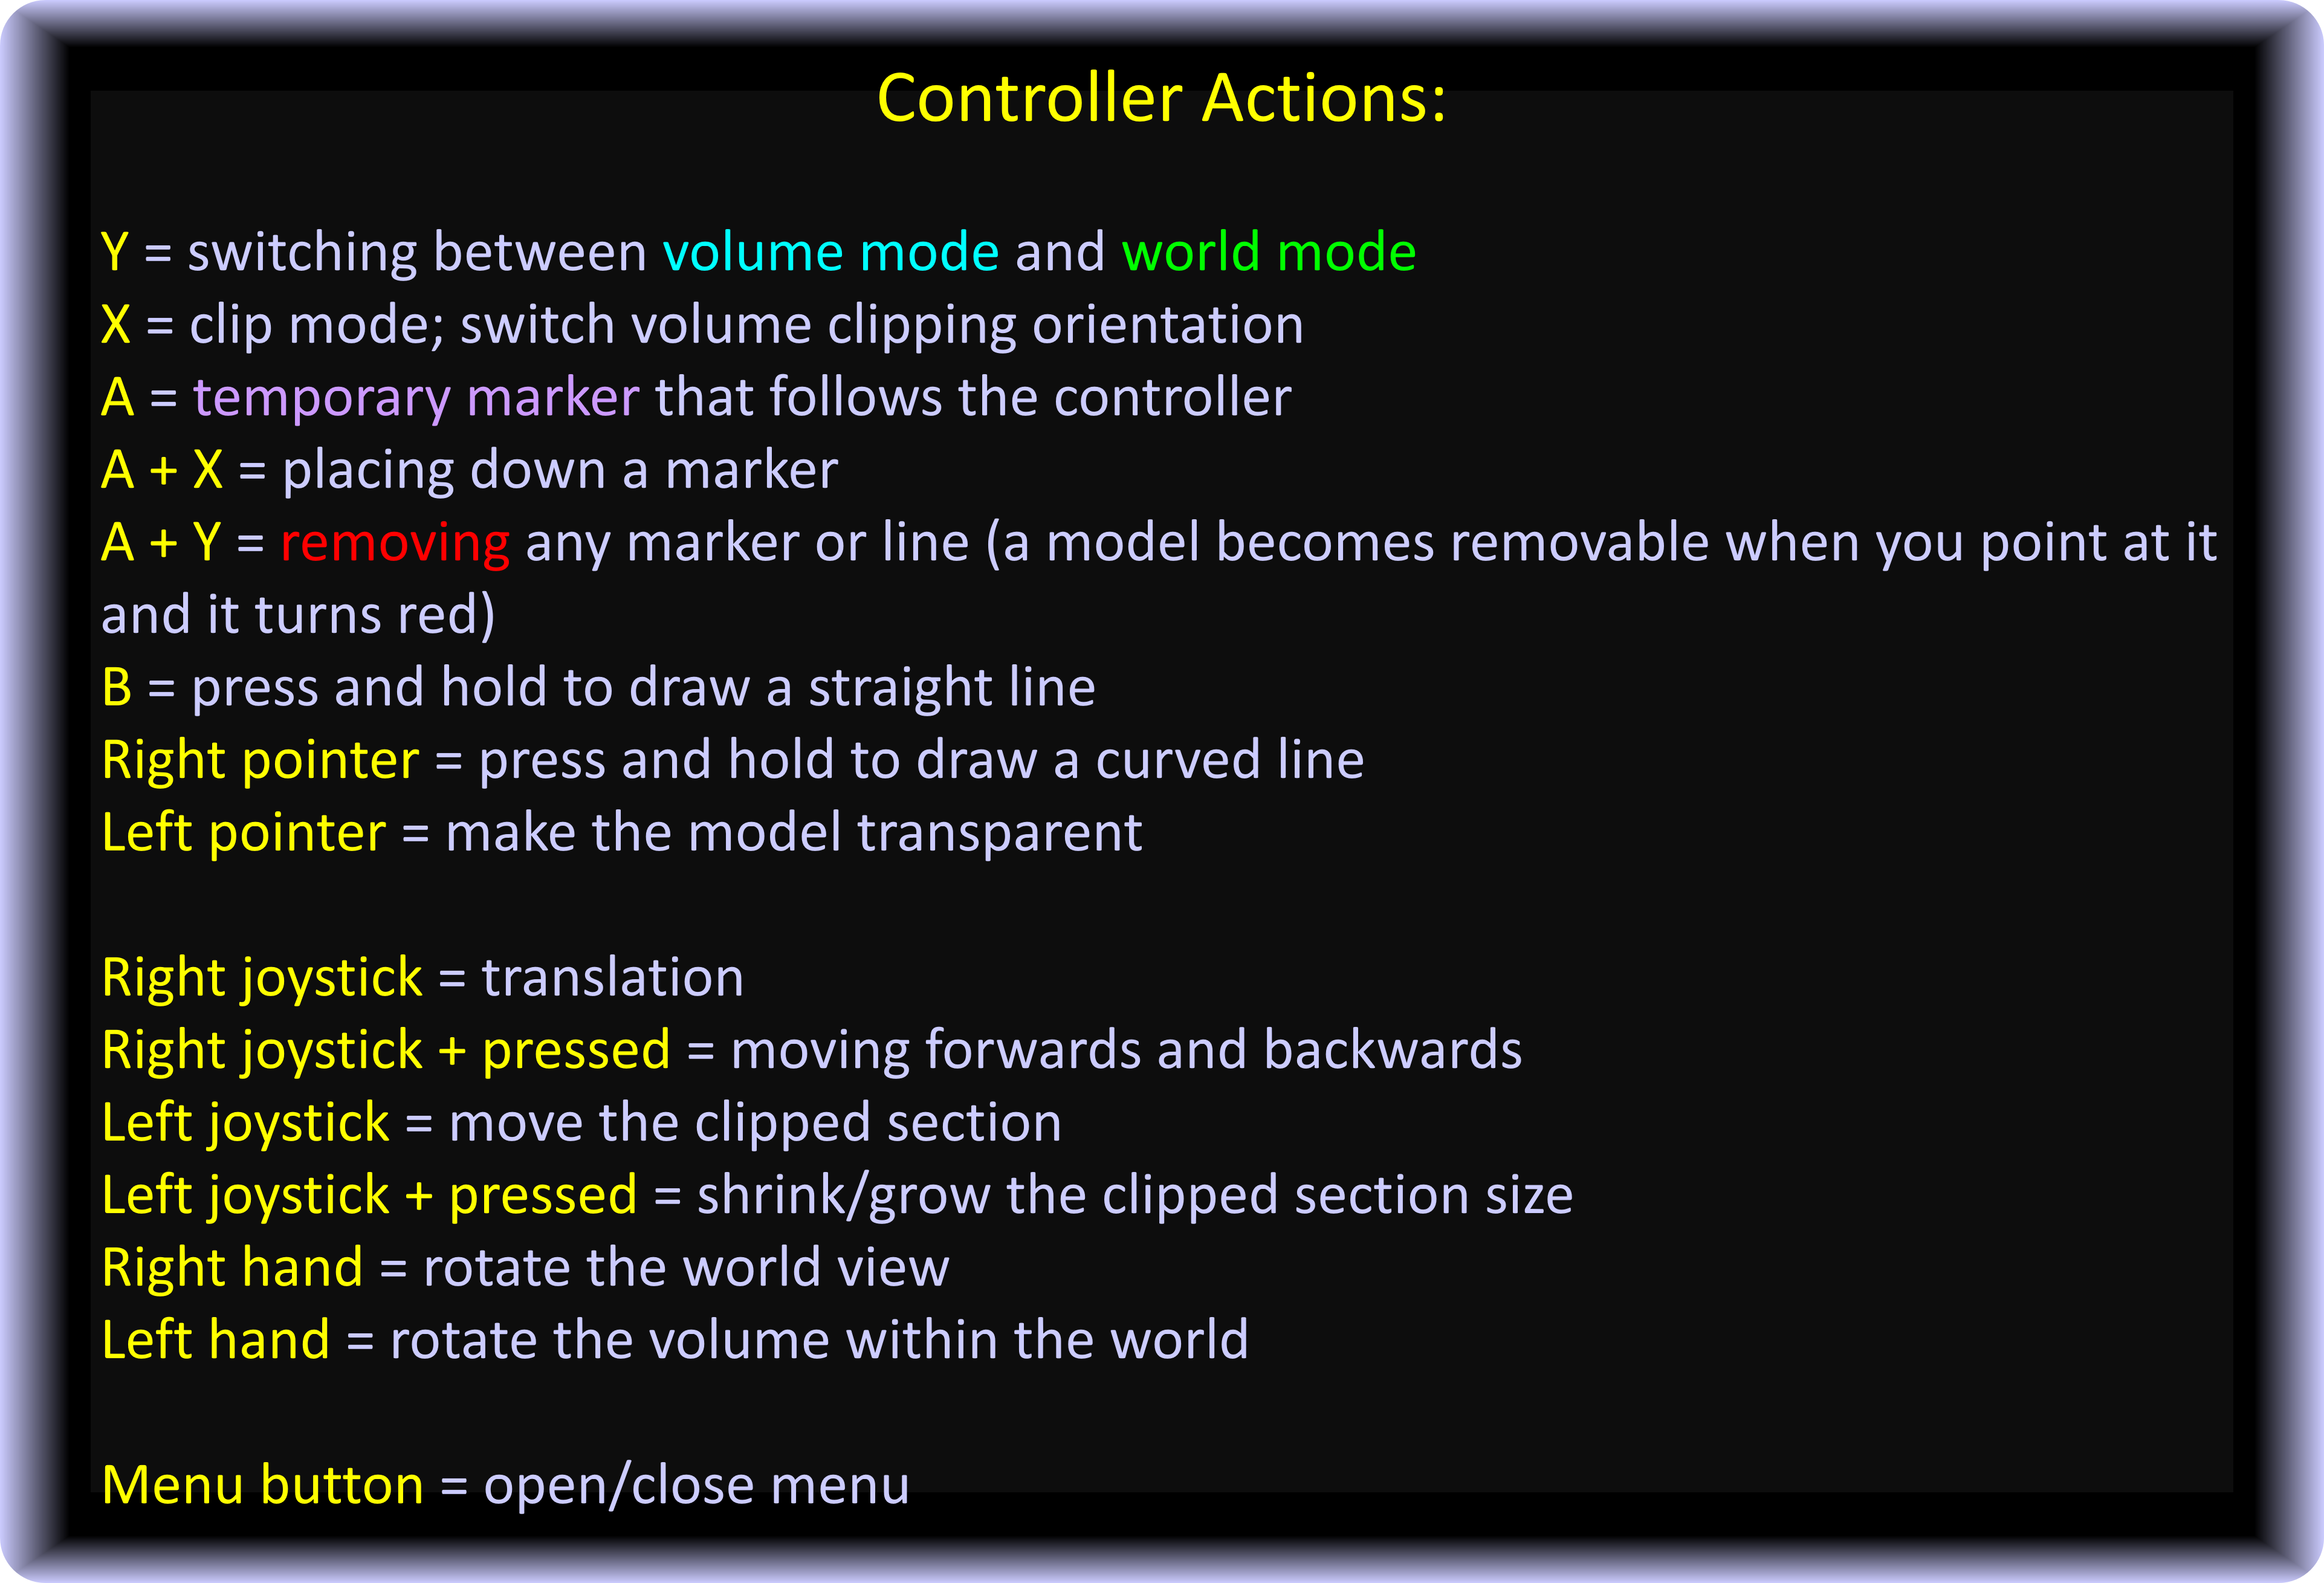 Controller Actions:
Y = switching between volume mode and world mode
X = clip mode; switch volume clipping orientation
A = temporary marker that follows the controller
A + X = placing down a marker
A + Y = removing any marker or line (a model becomes removable when you point at it
and it turns red)
B = press and hold to draw a straight line
Right pointer = press and hold to draw a curved line
Left pointer = make the model transparent
Right joystick = translation
Right joystick + pressed = moving forwards and backwards
Left joystick = move the clipped section
Left joystick + pressed = shrink/grow the clipped section size
Right hand = rotate the world view
Left hand = rotate the volume within the world
Menu button = open/close menu